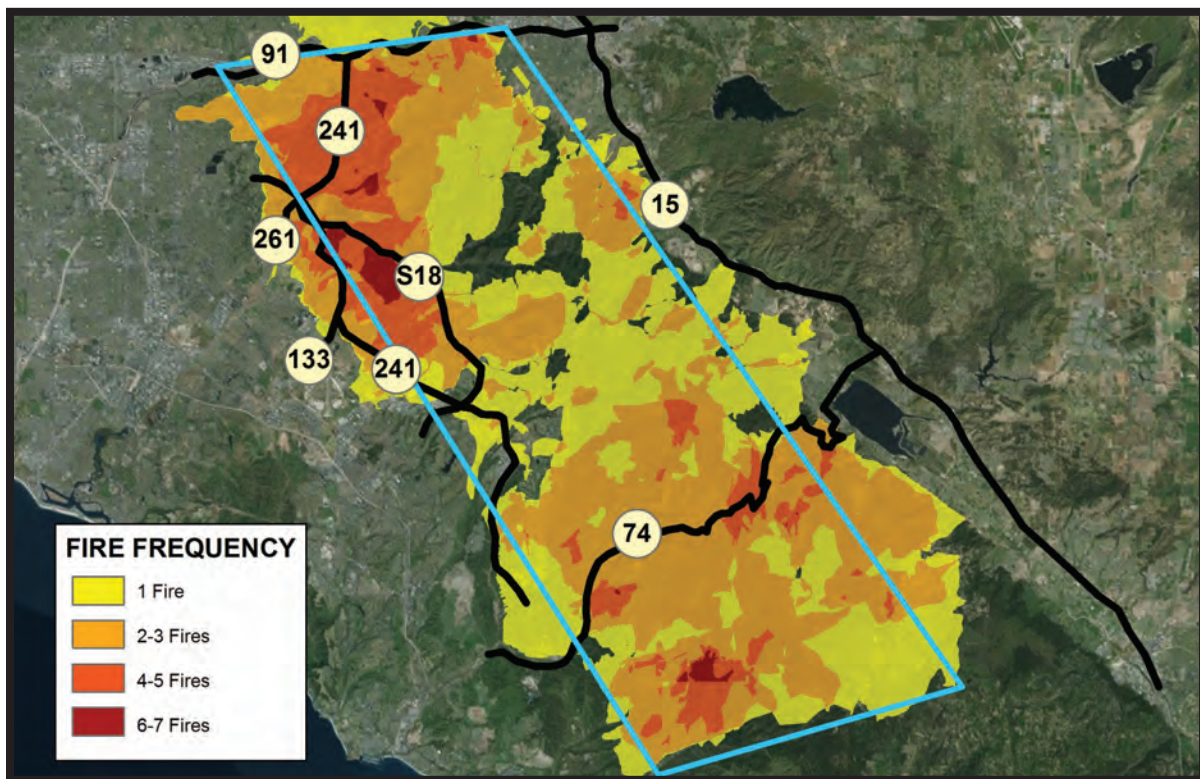 91
241
15
261
S18
133
241
74
FIRE FREQUENCY
1 Fire
2-3 Fires
4-5 Fires
6-7 Fires